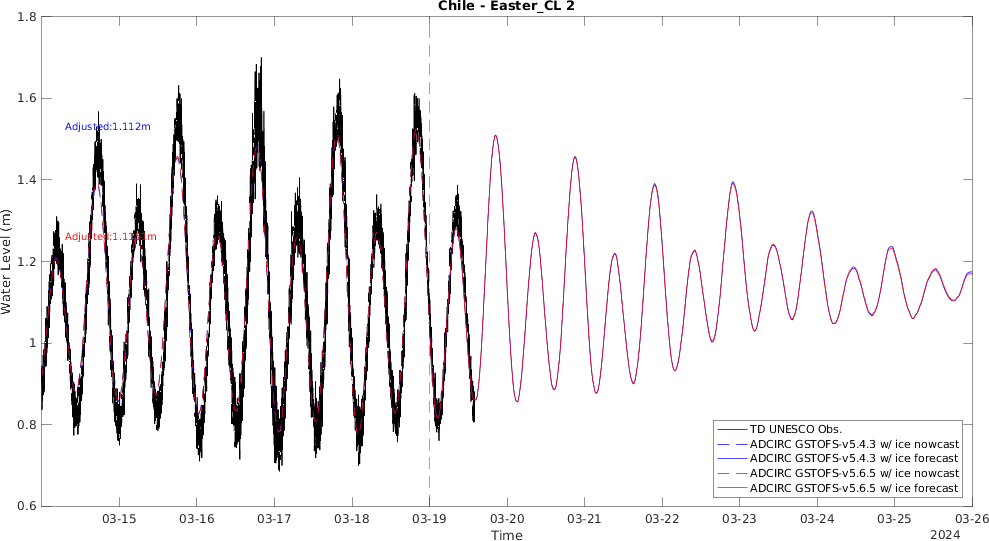 Chile - Easter_CL 2
1.8
1.6
1.4
1.2
1
0.8
0.6
Water Level (m)
Adjusted:1.112m
03-15
03-16
03-17
03-18
03-19
03-20
03-21
03-22
03-23
03-24
03-25
03-26
Time
2024
TD UNESCO Obs.
ADCIRC GSTOFS-v5.4.3 w/ ice nowcast
ADCIRC GSTOFS-v5.4.3 w/ ice forecast
ADCIRC GSTOFS-v5.6.5 w/ ice nowcast
ADCIRC GSTOFS-v5.6.5 w/ ice forecast